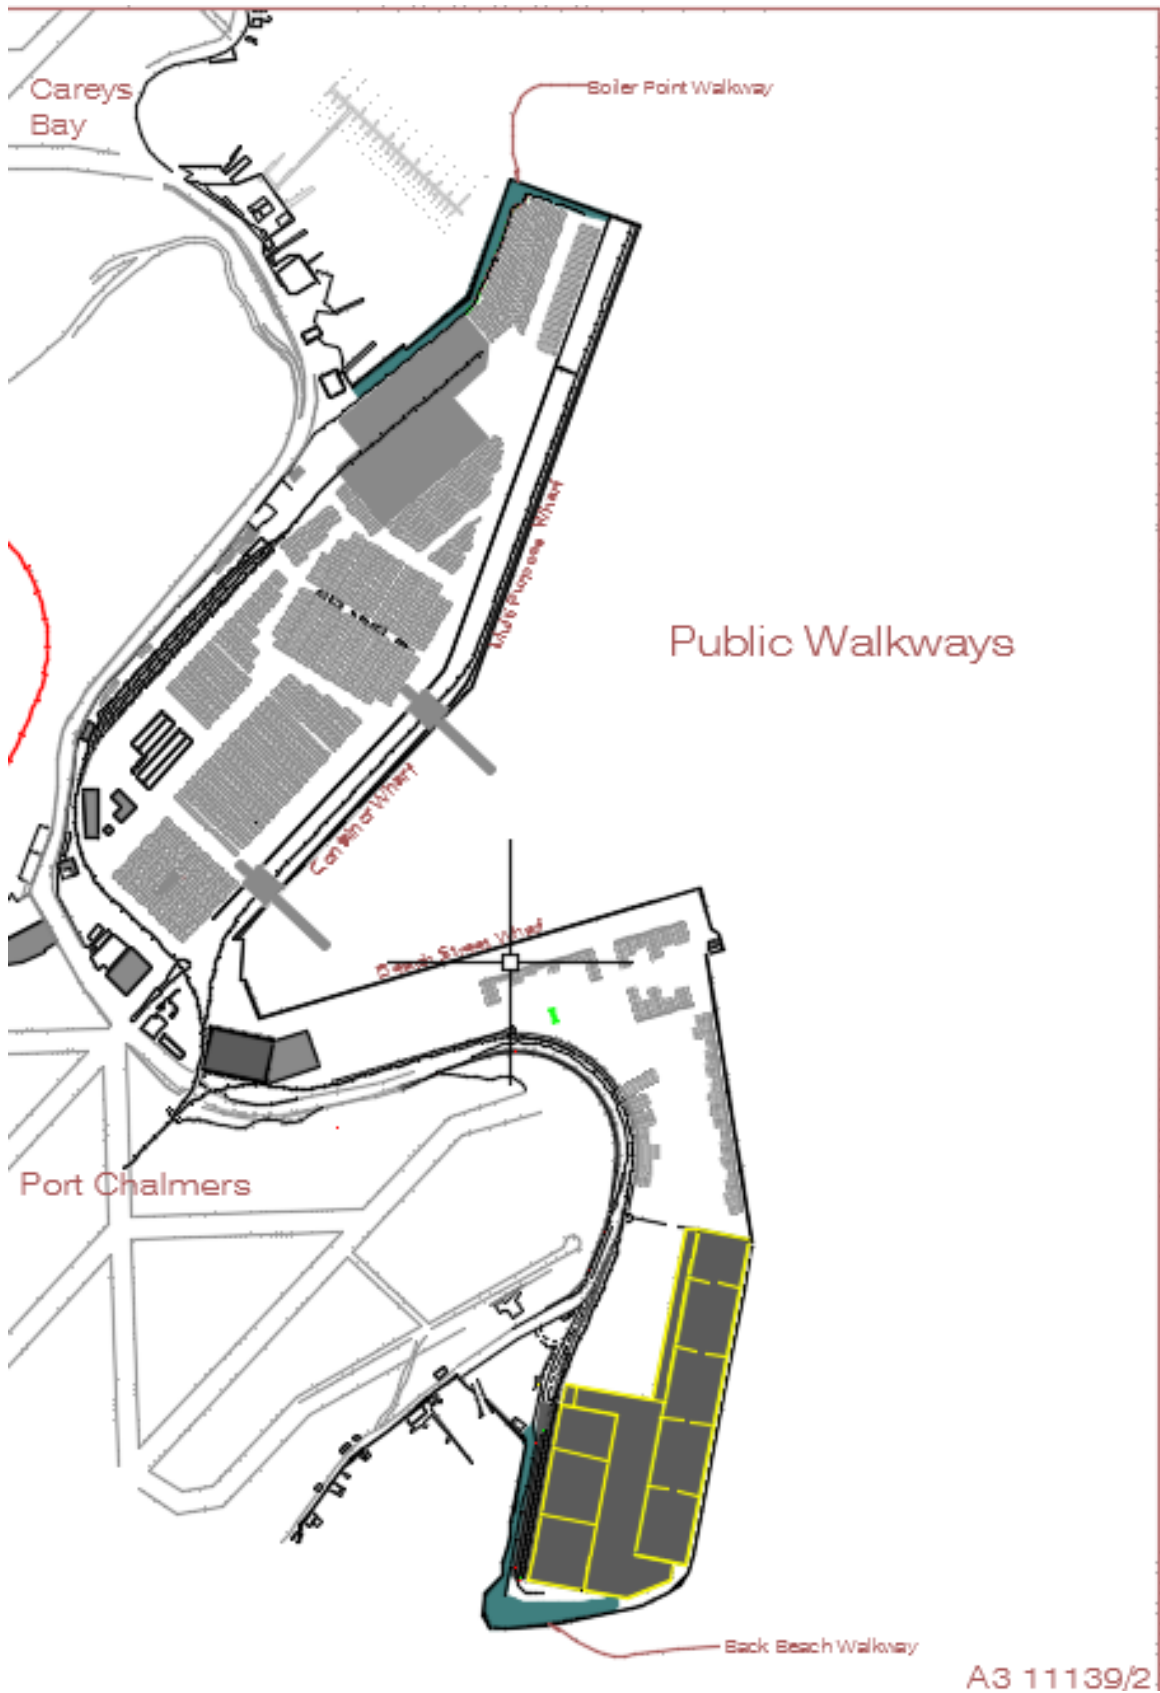 Careys
Bay
Boiler Point Walkway
Multi Purpose Wharf
Public Walkways
Container Wharf
Beach Street Wharf
Port Chalmers
Back Beach Walkway
A3 11139/2